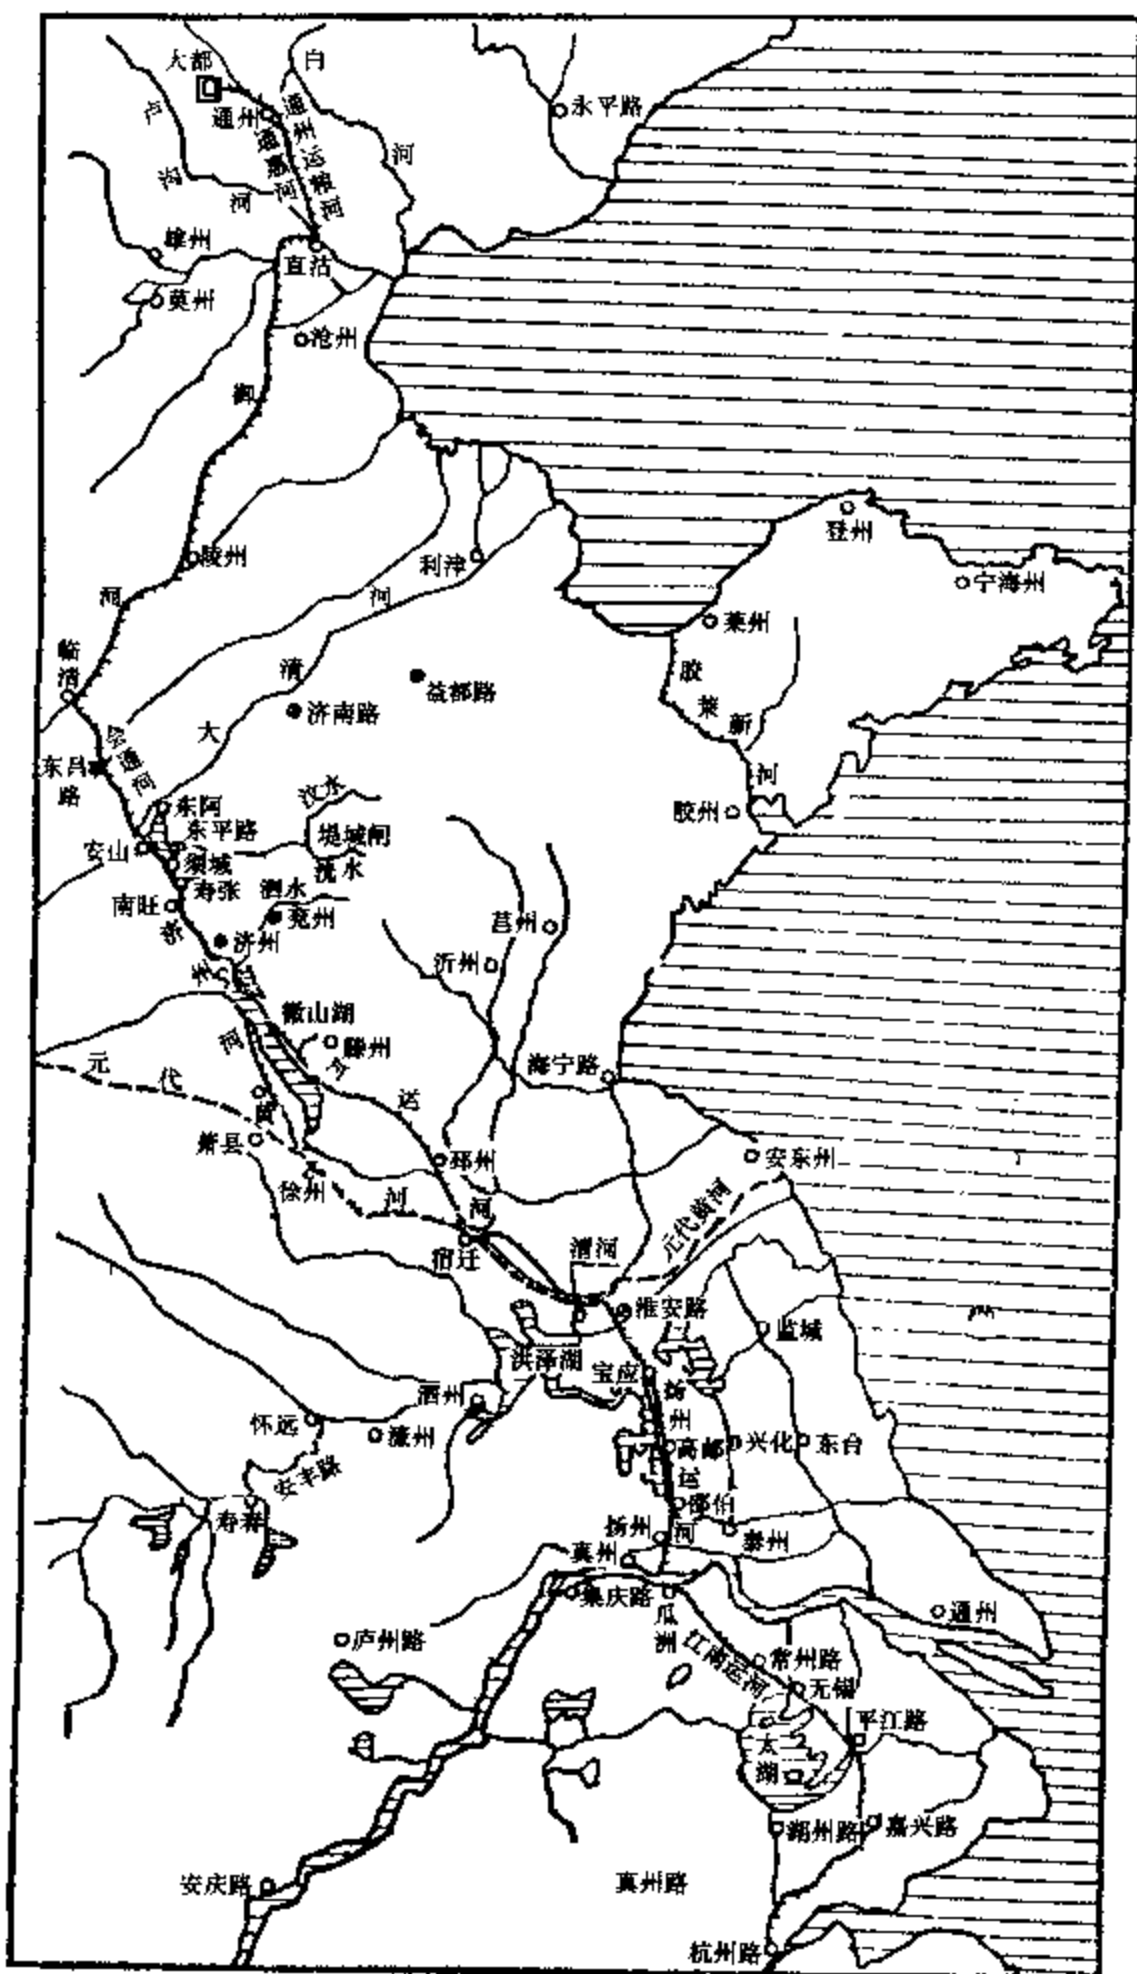 大都
白河
永平路
卢沟河
通州
通惠河
通州运粮河
雄州
直沽
莫州
沧州
御河
陵州
利津
登州
宁海州
莱州
临清
大清河
济南路
益都路
胶莱新河
会通河
东昌路
胶州
东阿
汶水
东平路
堽城闸
安山
须城
洸水
寿张
泗水
南旺
兖州
莒州
济州
沂州
济州河
微山湖
滕州
元代黄河
运河
海宁路
萧县
邳州
安东州
徐州
宿迁
清河
元代黄河
淮安路
盐城
洪泽湖
宝应
泗州
扬州运河
怀远
濠州
高邮
兴化
东台
安丰路
寿春
邵伯
扬州
泰州
真州
集庆路
瓜洲
通州
庐州路
江南运河
常州路
无锡
平江路
太湖
湖州路
嘉兴路
安庆路
真州路
杭州路